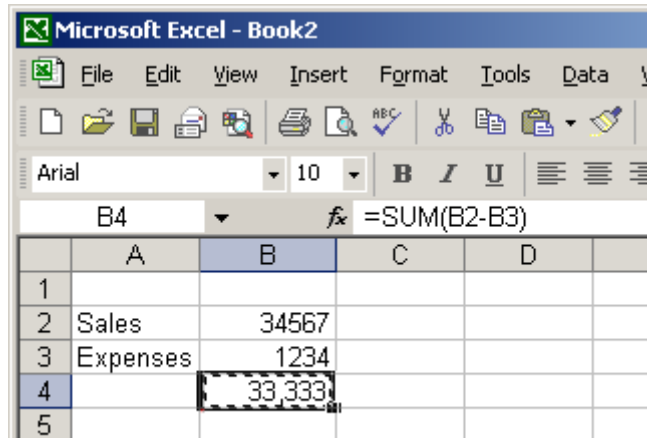 Microsoft Excel - Book2
File Edit View Insert Format Tools Data
ABC
Arial 10 B I U
B4 fx =SUM(B2-B3)
A B C D
1
2 Sales 34567
3 Expenses 1234
4 33,333
5